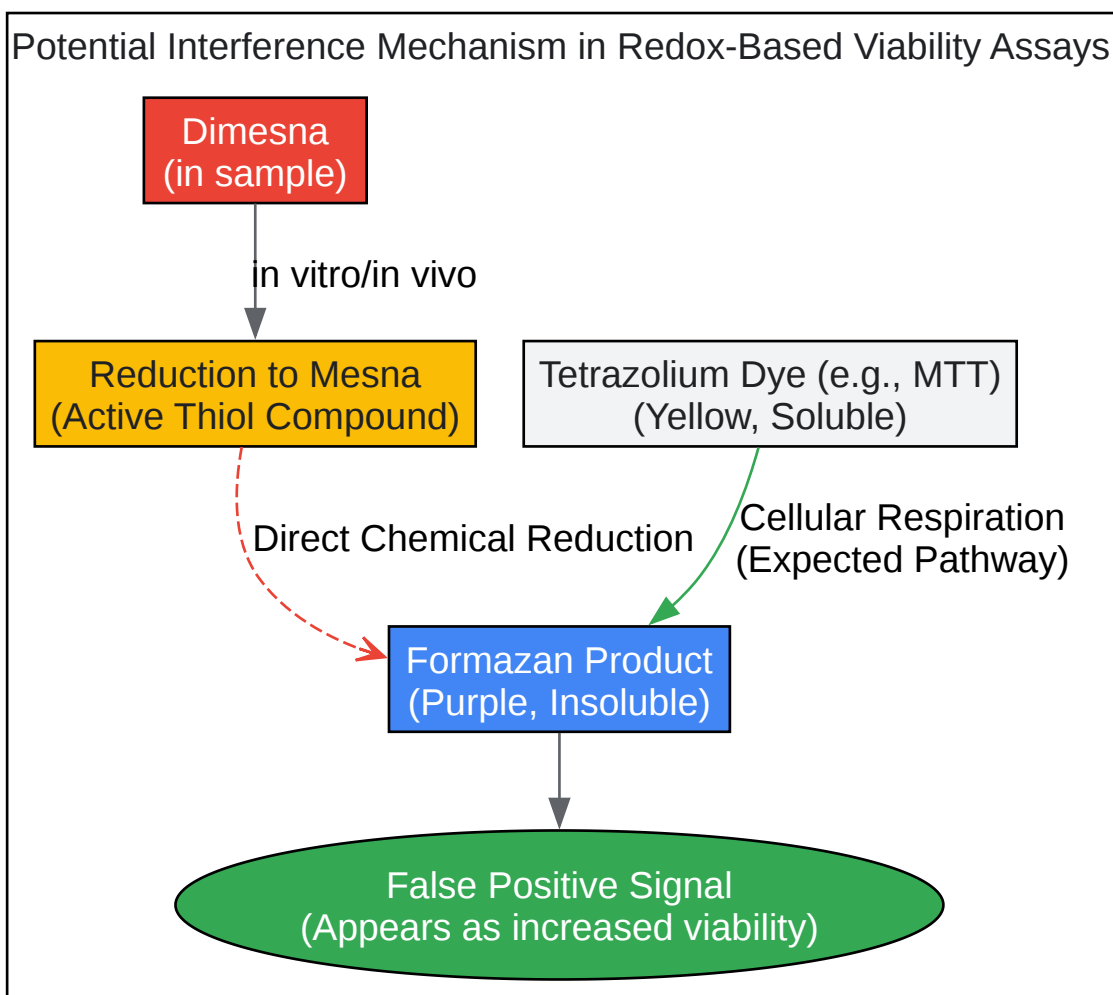 Potential Interference Mechanism in Redox-Based Viability Assays
Dimesna
(in sample)
in vitro/in vivo
Reduction to Mesna
(Active Thiol Compound)
Tetrazolium Dye (e.g., MTT)
(Yellow, Soluble)
Direct Chemical Reduction
Cellular Respiration
(Expected Pathway)
Formazan Product
(Purple, Insoluble)
False Positive Signal
(Appears as increased viability)